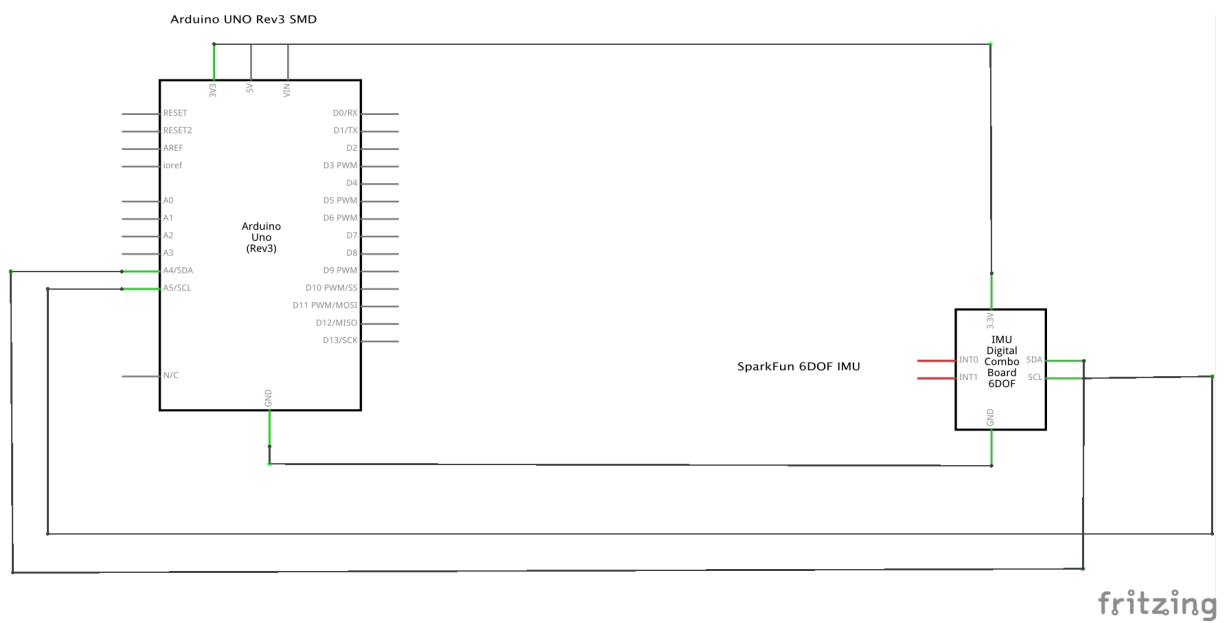 Arduino UNO Rev3 SMD
3V3
5V
VIN
RESET
RESET2
AREF
ioref
A0
A1
A2
A3
A4/SDA
A5/SCL
N/C
Arduino
Uno
(Rev3)
D0/RX
D1/TX
D2
D3 PWM
D4
D5 PWM
D6 PWM
D7
D8
D9 PWM
D10 PWM/SS
D11 PWM/MOSI
D12/MISO
D13/SCK
GND
SparkFun 6DOF IMU
3.3V
INT0
INT1
IMU
Digital
Combo
Board
6DOF
SDA
SCL
GND
fritzing